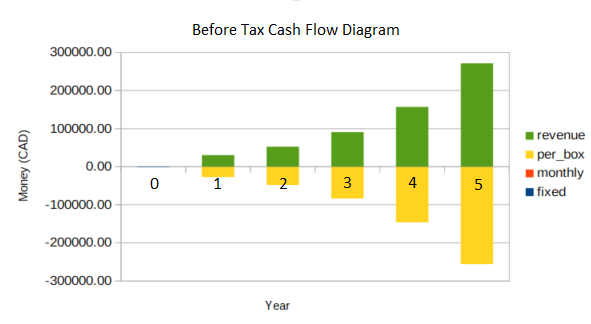 Before Tax Cash Flow Diagram
300000.00
200000.00
100000.00
0.00
-100000.00
-200000.00
-300000.00
Money (CAD)
0 1 2 3 4 5
Year
revenue
per_box
monthly
fixed